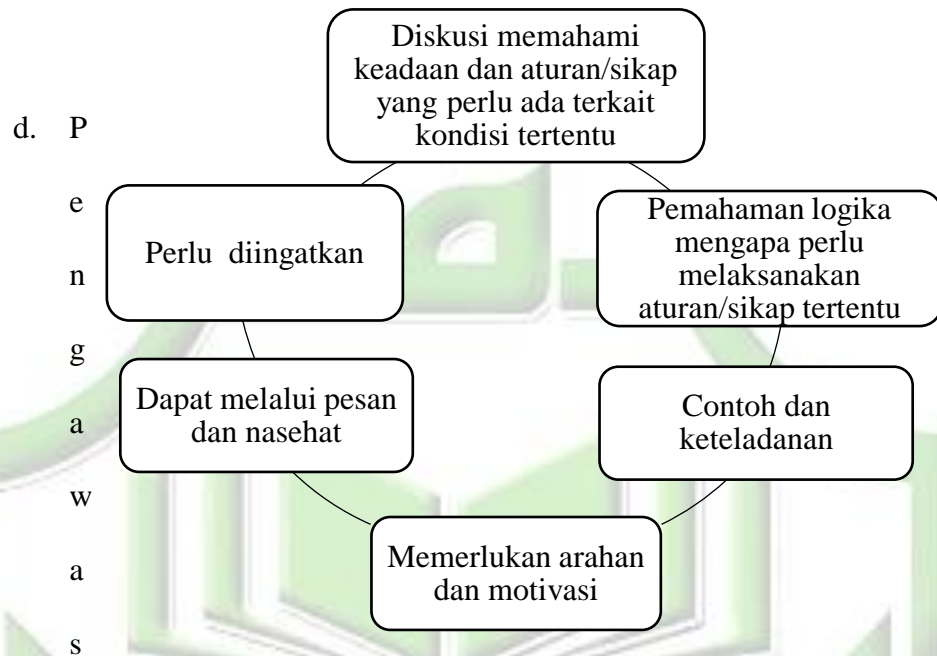 Diskusi memahami
keadaan dan aturan/sikap
yang perlu ada terkait
kondisi tertentu
d. P
e
n
g
a
w
a
s
Perlu diingatkan
Pemahaman logika
mengapa perlu
melaksanakan
aturan/sikap tertentu
Dapat melalui pesan
dan nasehat
Contoh dan
keteladanan
Memerlukan arahan
dan motivasi